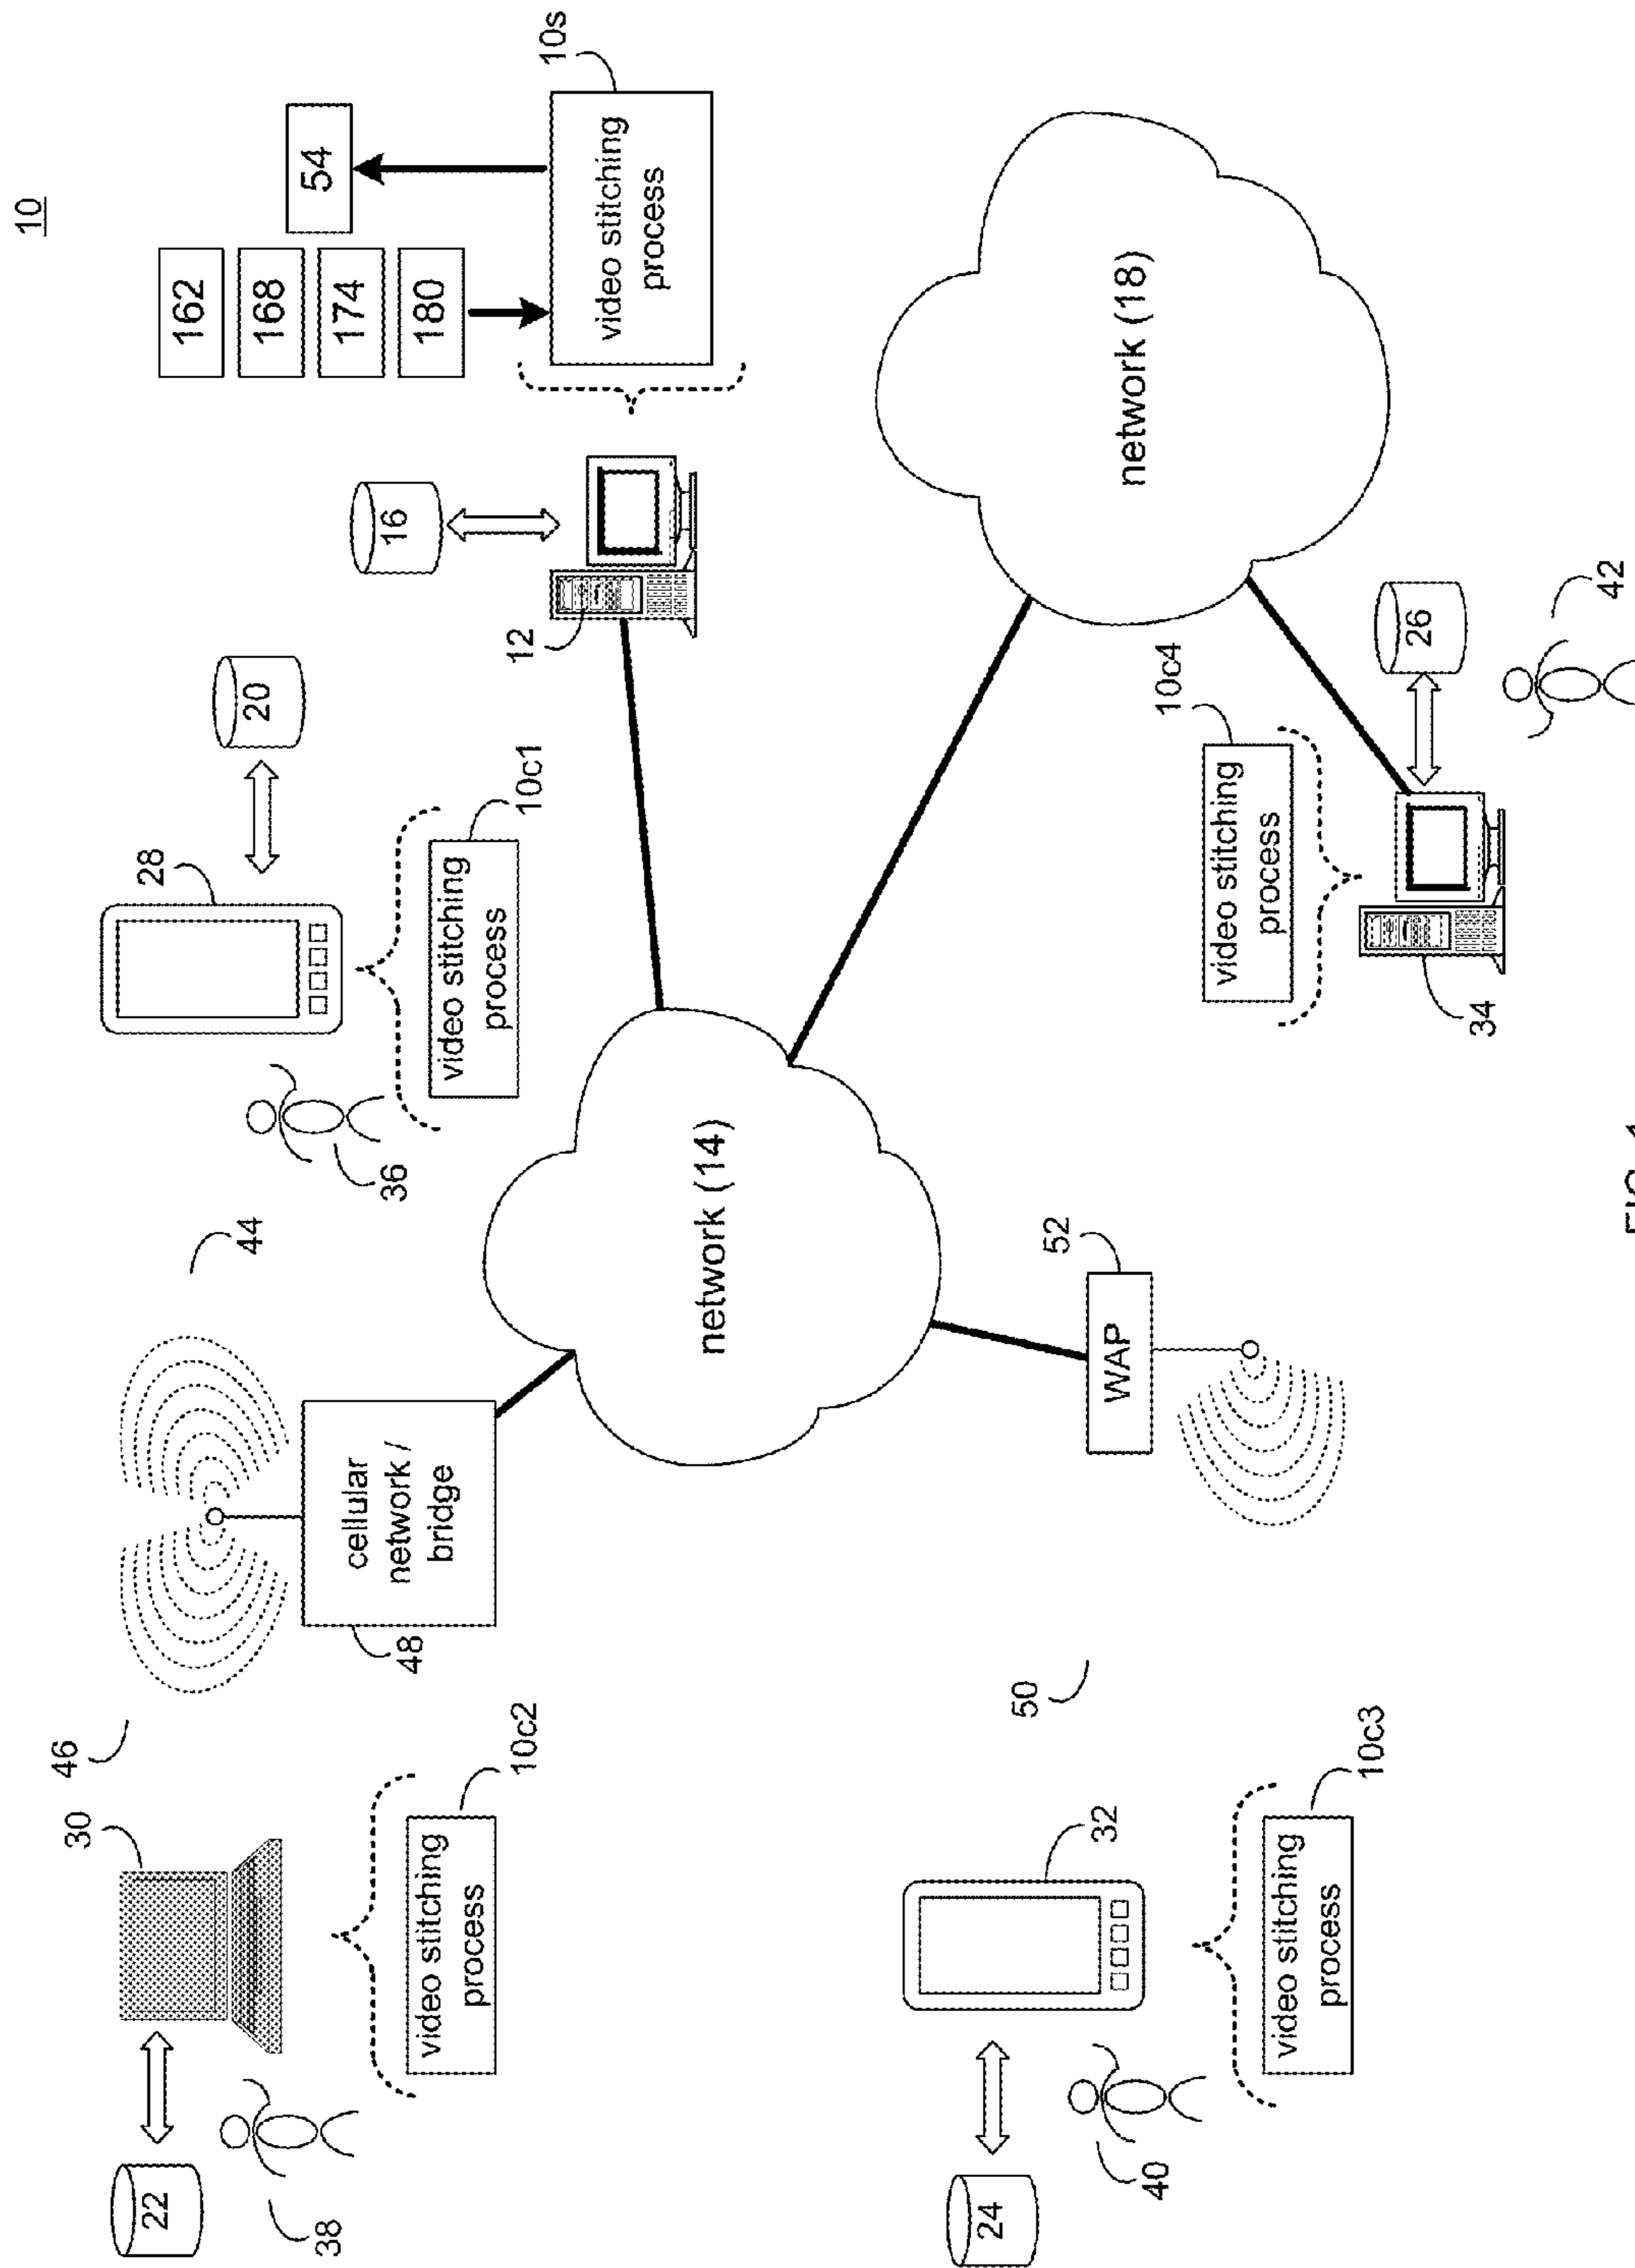 10
162
168
174
180
54
10s
video stitching
process
16
12
20
28
36
10c1
video stitching
process
44
46
cellular
network /
bridge
48
30
22
38
10c2
video stitching
process
network (14)
network (18)
52
WAP
50
32
24
40
10c3
video stitching
process
10c4
video stitching
process
26
42
34